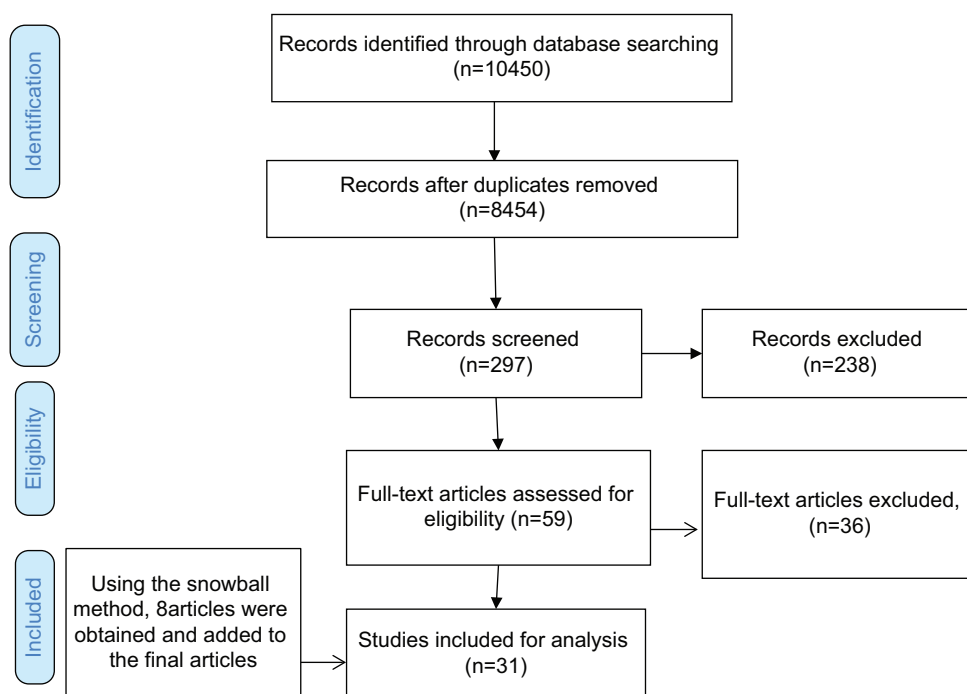 Identification
Records identified through database searching
(n=10450)
Records after duplicates removed
(n=8454)
Screening
Records screened
(n=297)
Records excluded
(n=238)
Eligibility
Full-text articles assessed for
eligibility (n=59)
Full-text articles excluded,
(n=36)
Included
Using the snowball
method, 8articles were
obtained and added to
the final articles
Studies included for analysis
(n=31)